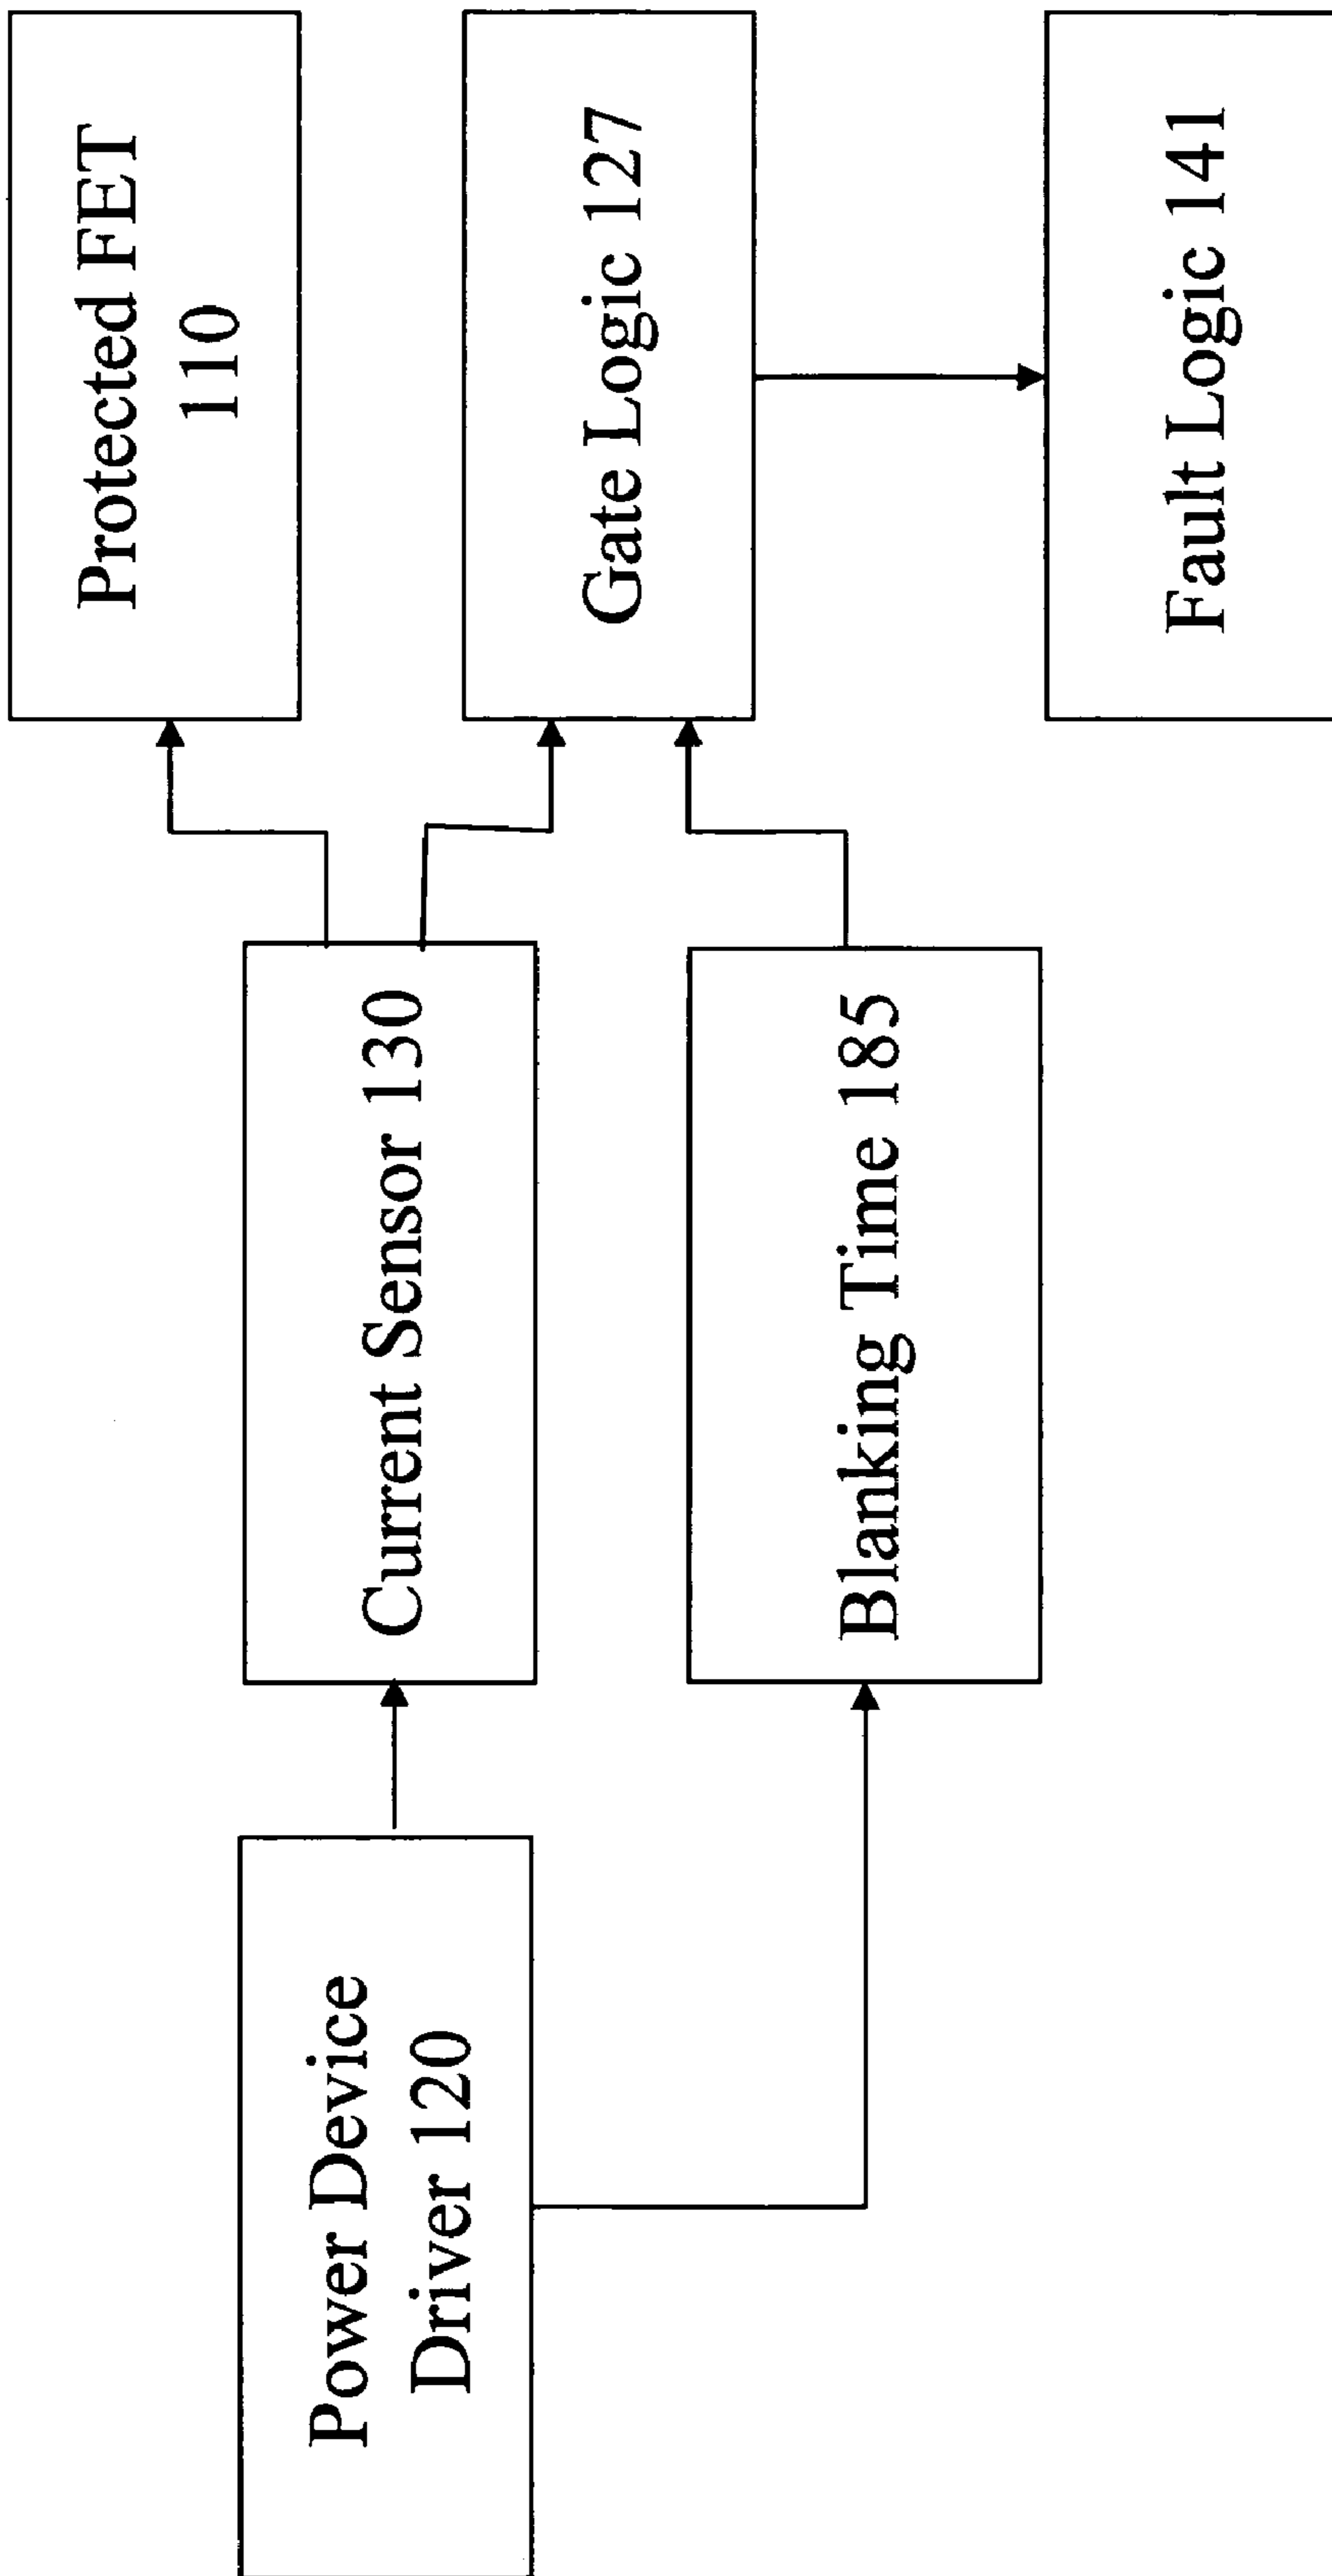 Power Device
Driver 120
Current Sensor 130
Blanking Time 185
Protected FET
110
Gate Logic 127
Fault Logic 141